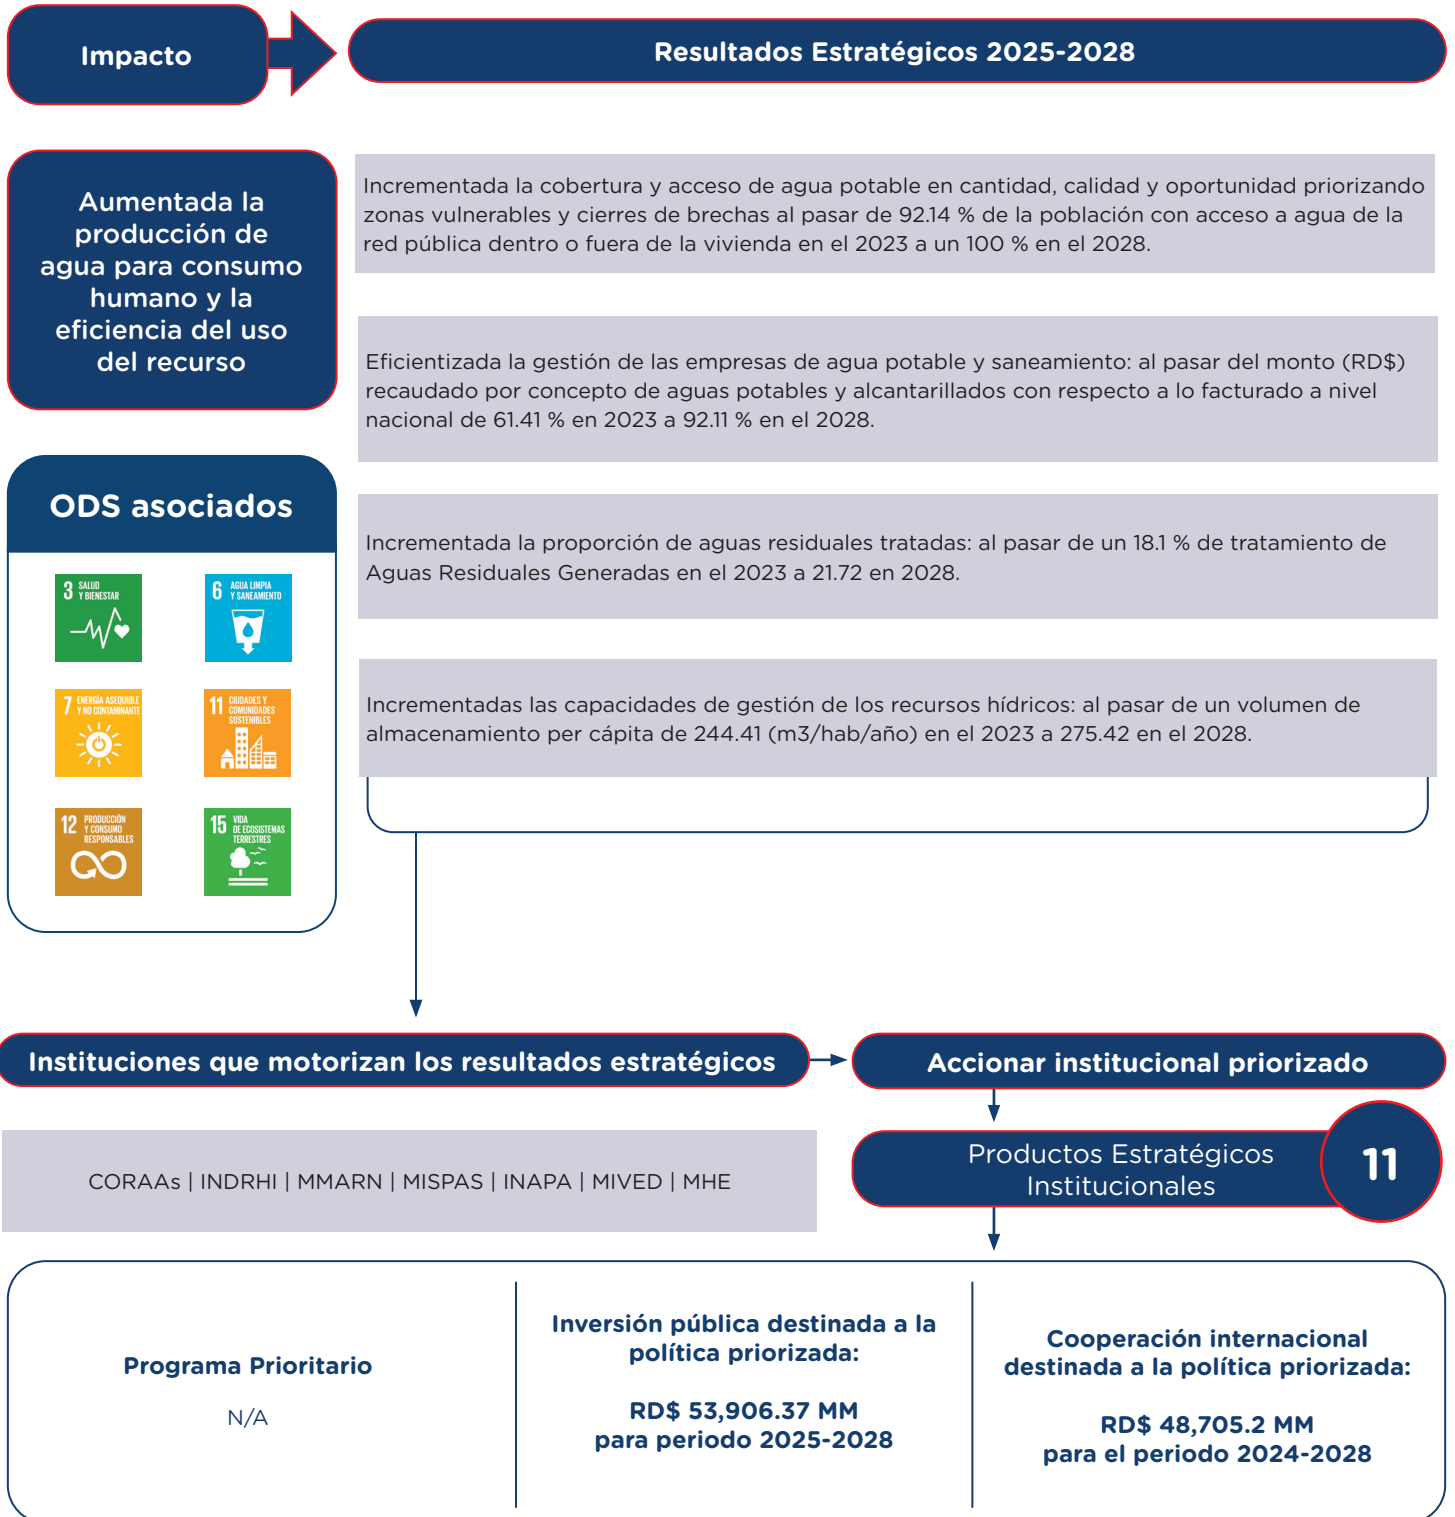 Impacto
Resultados Estratégicos 2025-2028
Aumentada la
producción de
agua para consumo
humano y la
eficiencia del uso
del recurso
Incrementada la cobertura y acceso de agua potable en cantidad, calidad y oportunidad priorizando
zonas vulnerables y cierres de brechas al pasar de 92.14 % de la población con acceso a agua de la
red pública dentro o fuera de la vivienda en el 2023 a un 100 % en el 2028.
Eficientizada la gestión de las empresas de agua potable y saneamiento: al pasar del monto (RD$)
recaudado por concepto de aguas potables y alcantarillados con respecto a lo facturado a nivel
nacional de 61.41 % en 2023 a 92.11 % en el 2028.
Incrementada la proporción de aguas residuales tratadas: al pasar de un 18.1 % de tratamiento de
Aguas Residuales Generadas en el 2023 a 21.72 en 2028.
Incrementadas las capacidades de gestión de los recursos hídricos: al pasar de un volumen de
almacenamiento per cápita de 244.41 (m3/hab/año) en el 2023 a 275.42 en el 2028.
ODS asociados
3 SALUD
Y BIENESTAR
6 AGUA LIMPIA
Y SANEAMIENTO
7 ENERGÍA ASEQUIBLE
Y NO CONTAMINANTE
11 CIUDADES Y
COMUNIDADES
SOSTENIBLES
12 PRODUCCIÓN
Y CONSUMO
RESPONSABLES
15 VIDA
DE ECOSISTEMAS
TERRESTRES
Instituciones que motorizan los resultados estratégicos
Accionar institucional priorizado
CORAAs | INDRHI | MMARN | MISPAS | INAPA | MIVED | MHE
Productos Estratégicos
Institucionales
11
Programa Prioritario
N/A
Inversión pública destinada a la
política priorizada:
RD$ 53,906.37 MM
para periodo 2025-2028
Cooperación internacional
destinada a la política priorizada:
RD$ 48,705.2 MM
para el periodo 2024-2028